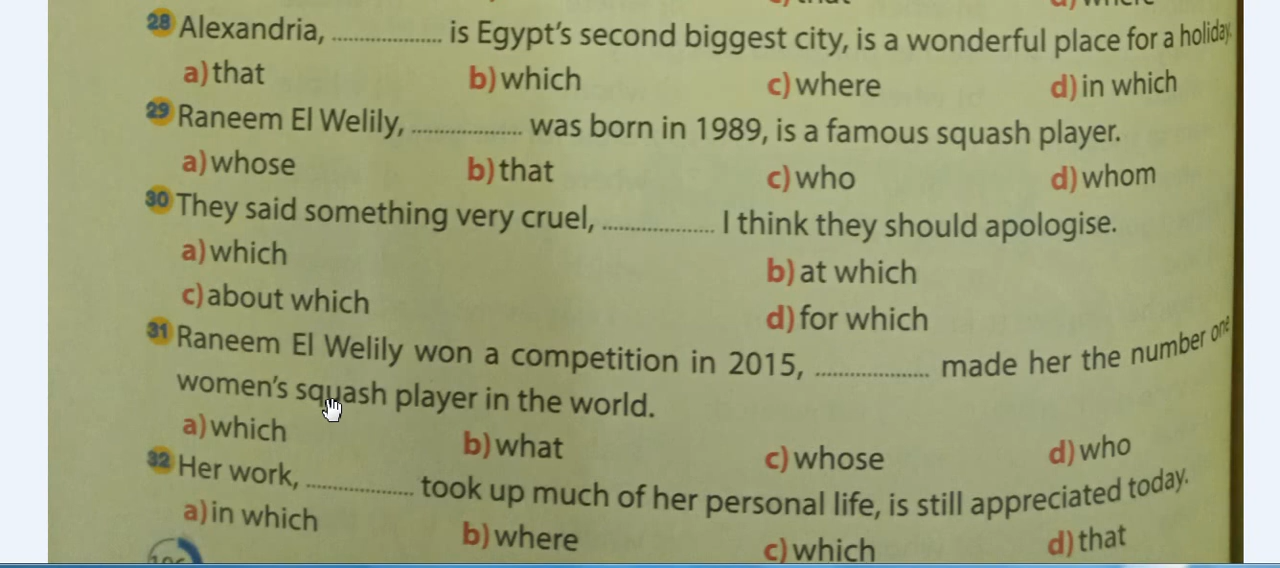 28 Alexandria, .................... is Egypt's second biggest city, is a wonderful place for a holiday.
a) that b) which c) where d) in which
29 Raneem El Welily, .................... was born in 1989, is a famous squash player.
a) whose b) that c) who d) whom
30 They said something very cruel, .................... I think they should apologise.
a) which b) at which
c) about which d) for which
31 Raneem El Welily won a competition in 2015, .................... made her the number one
women's squash player in the world.
a) which b) what c) whose d) who
32 Her work, .................... took up much of her personal life, is still appreciated today.
a) in which b) where c) which d) that